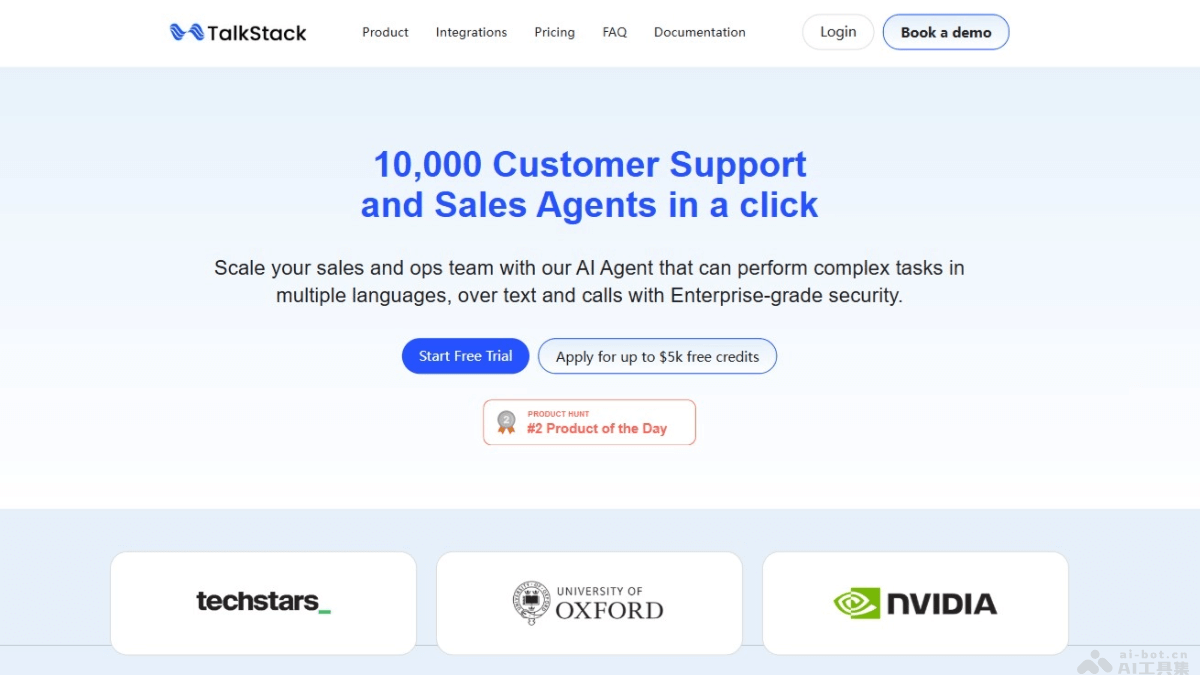 TalkStack
Product
Integrations
Pricing
FAQ
Documentation
Login
Book a demo
10,000 Customer Support
and Sales Agents in a click
Scale your sales and ops team with our AI Agent that can perform complex tasks in
multiple languages, over text and calls with Enterprise-grade security.
Start Free Trial
Apply for up to $5k free credits
2
PRODUCT HUNT
#2 Product of the Day
techstars_
UNIVERSITY OF
OXFORD
NVIDIA
ai-bot.cn
AI工具集